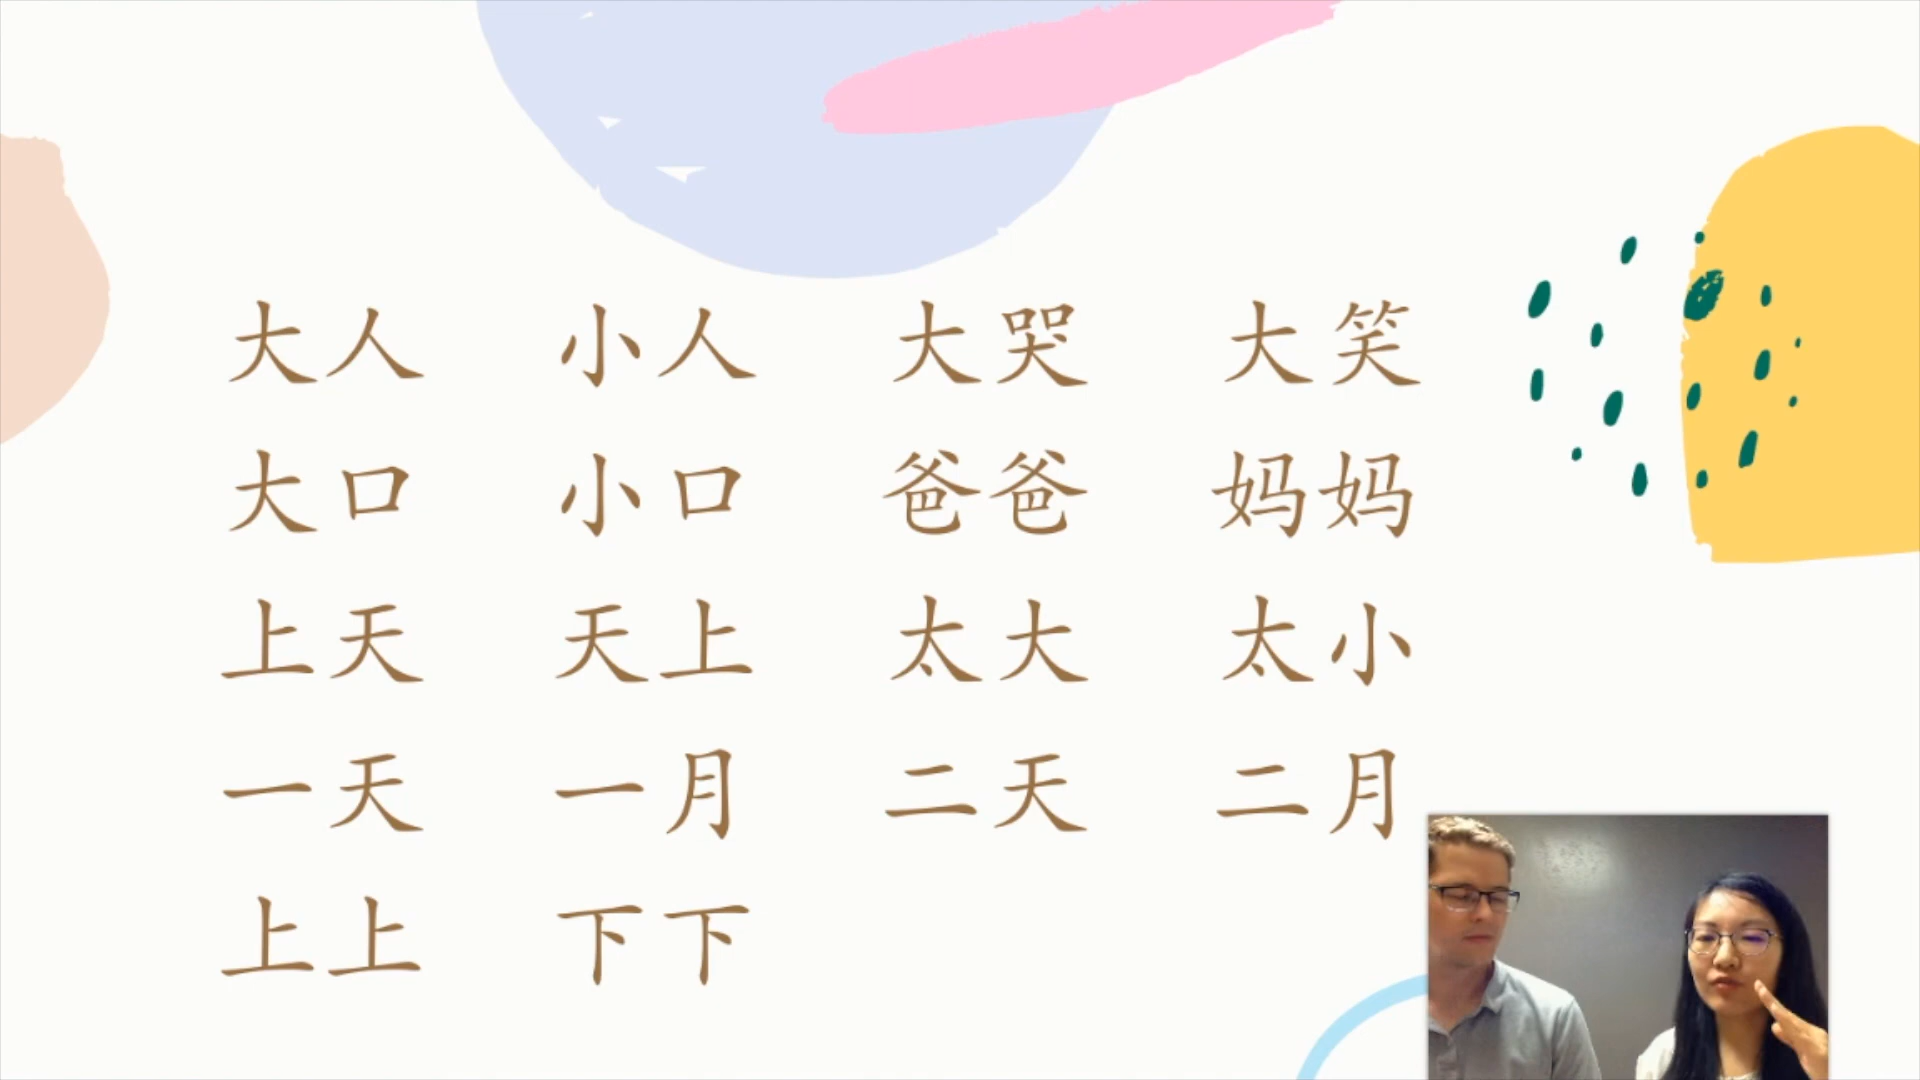 大人 小人 大哭 大笑
大口 小口 爸爸 妈妈
上天 天上 太大 太小
一天 一月 二天 二月
上上 下下